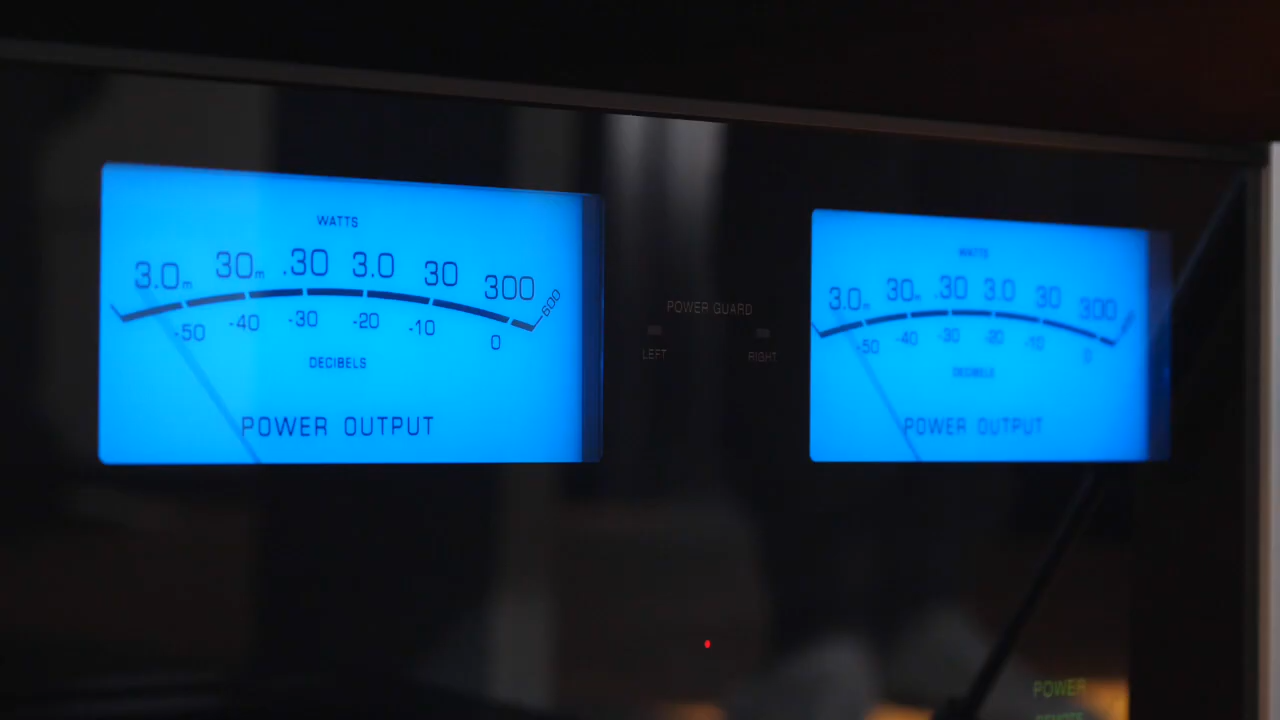 WATTS
3.0m 30m .30 3.0 30 300 600
-50 -40 -30 -20 -10 0
DECIBELS
POWER OUTPUT
POWER GUARD
LEFT RIGHT
WATTS
3.0m 30m .30 3.0 30 300
-50 -40 -30 -20 -10 0
DECIBELS
POWER OUTPUT
POWER
REMOTE